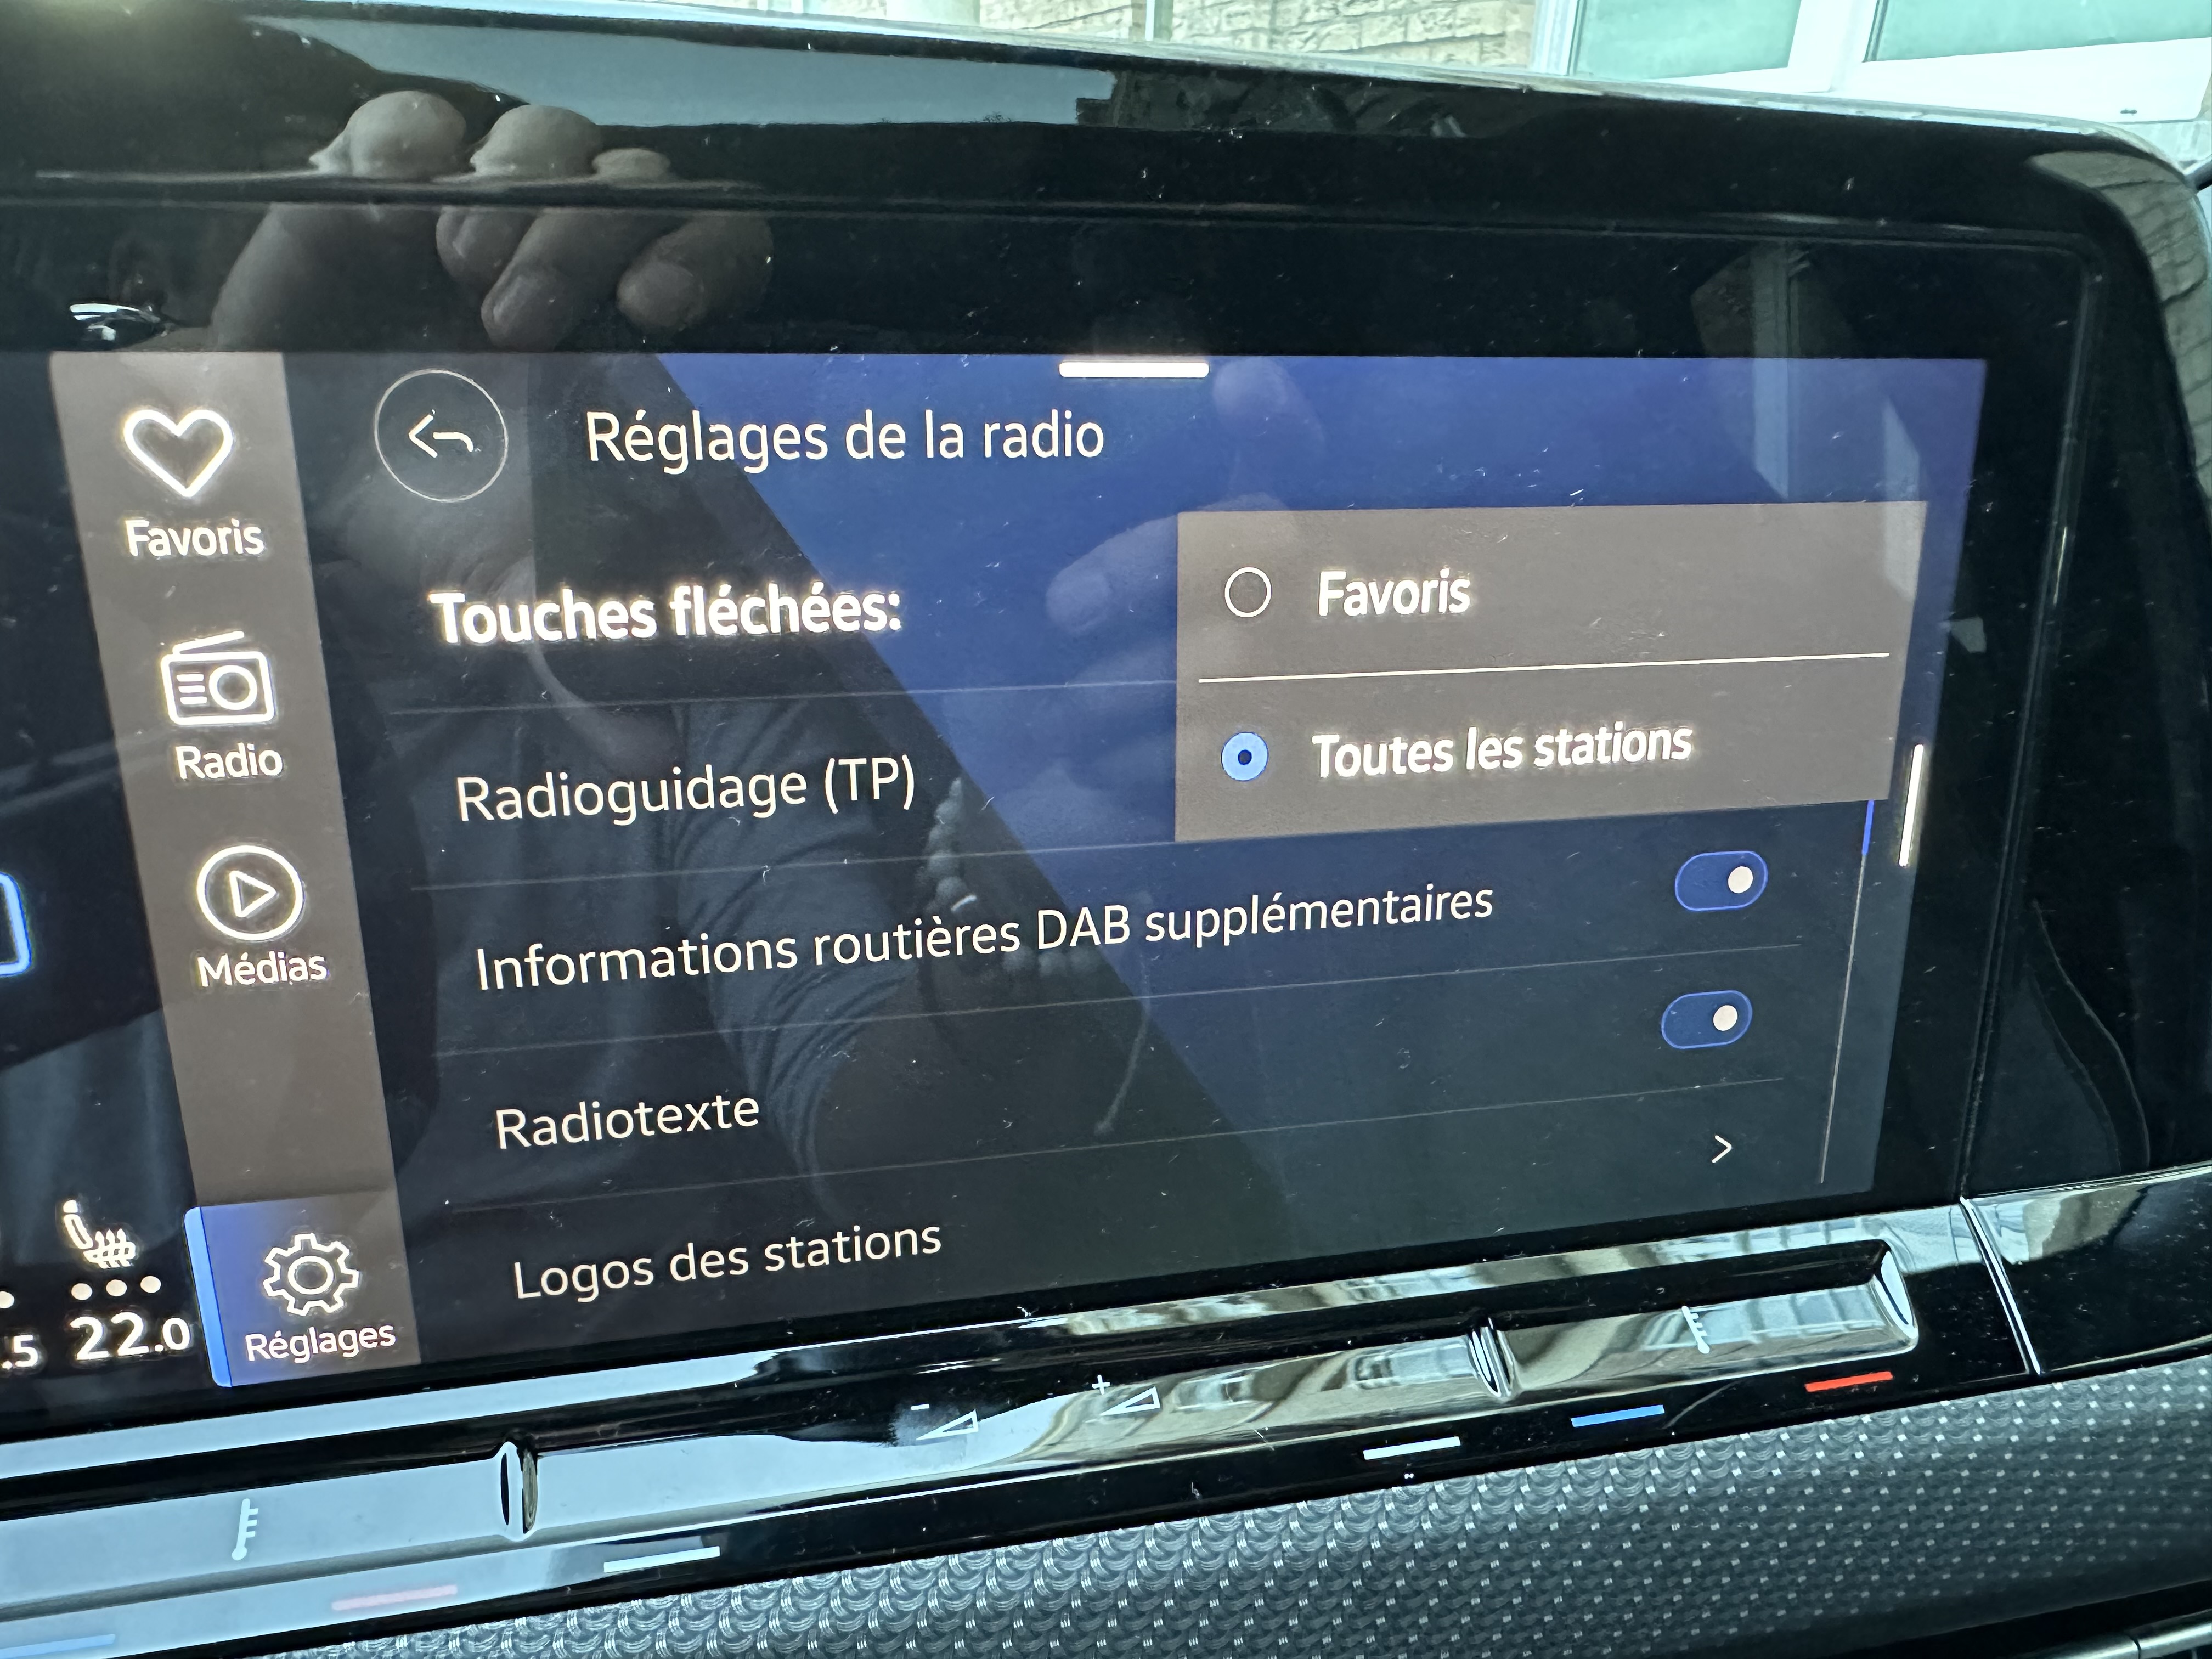 Réglages de la radio
Favoris
Touches fléchées:
Favoris
Radio
Radioguidage (TP)
Toutes les stations
Médias
Informations routières DAB supplémentaires
Radiotexte
Logos des stations
.5 22.0
Réglages
- +